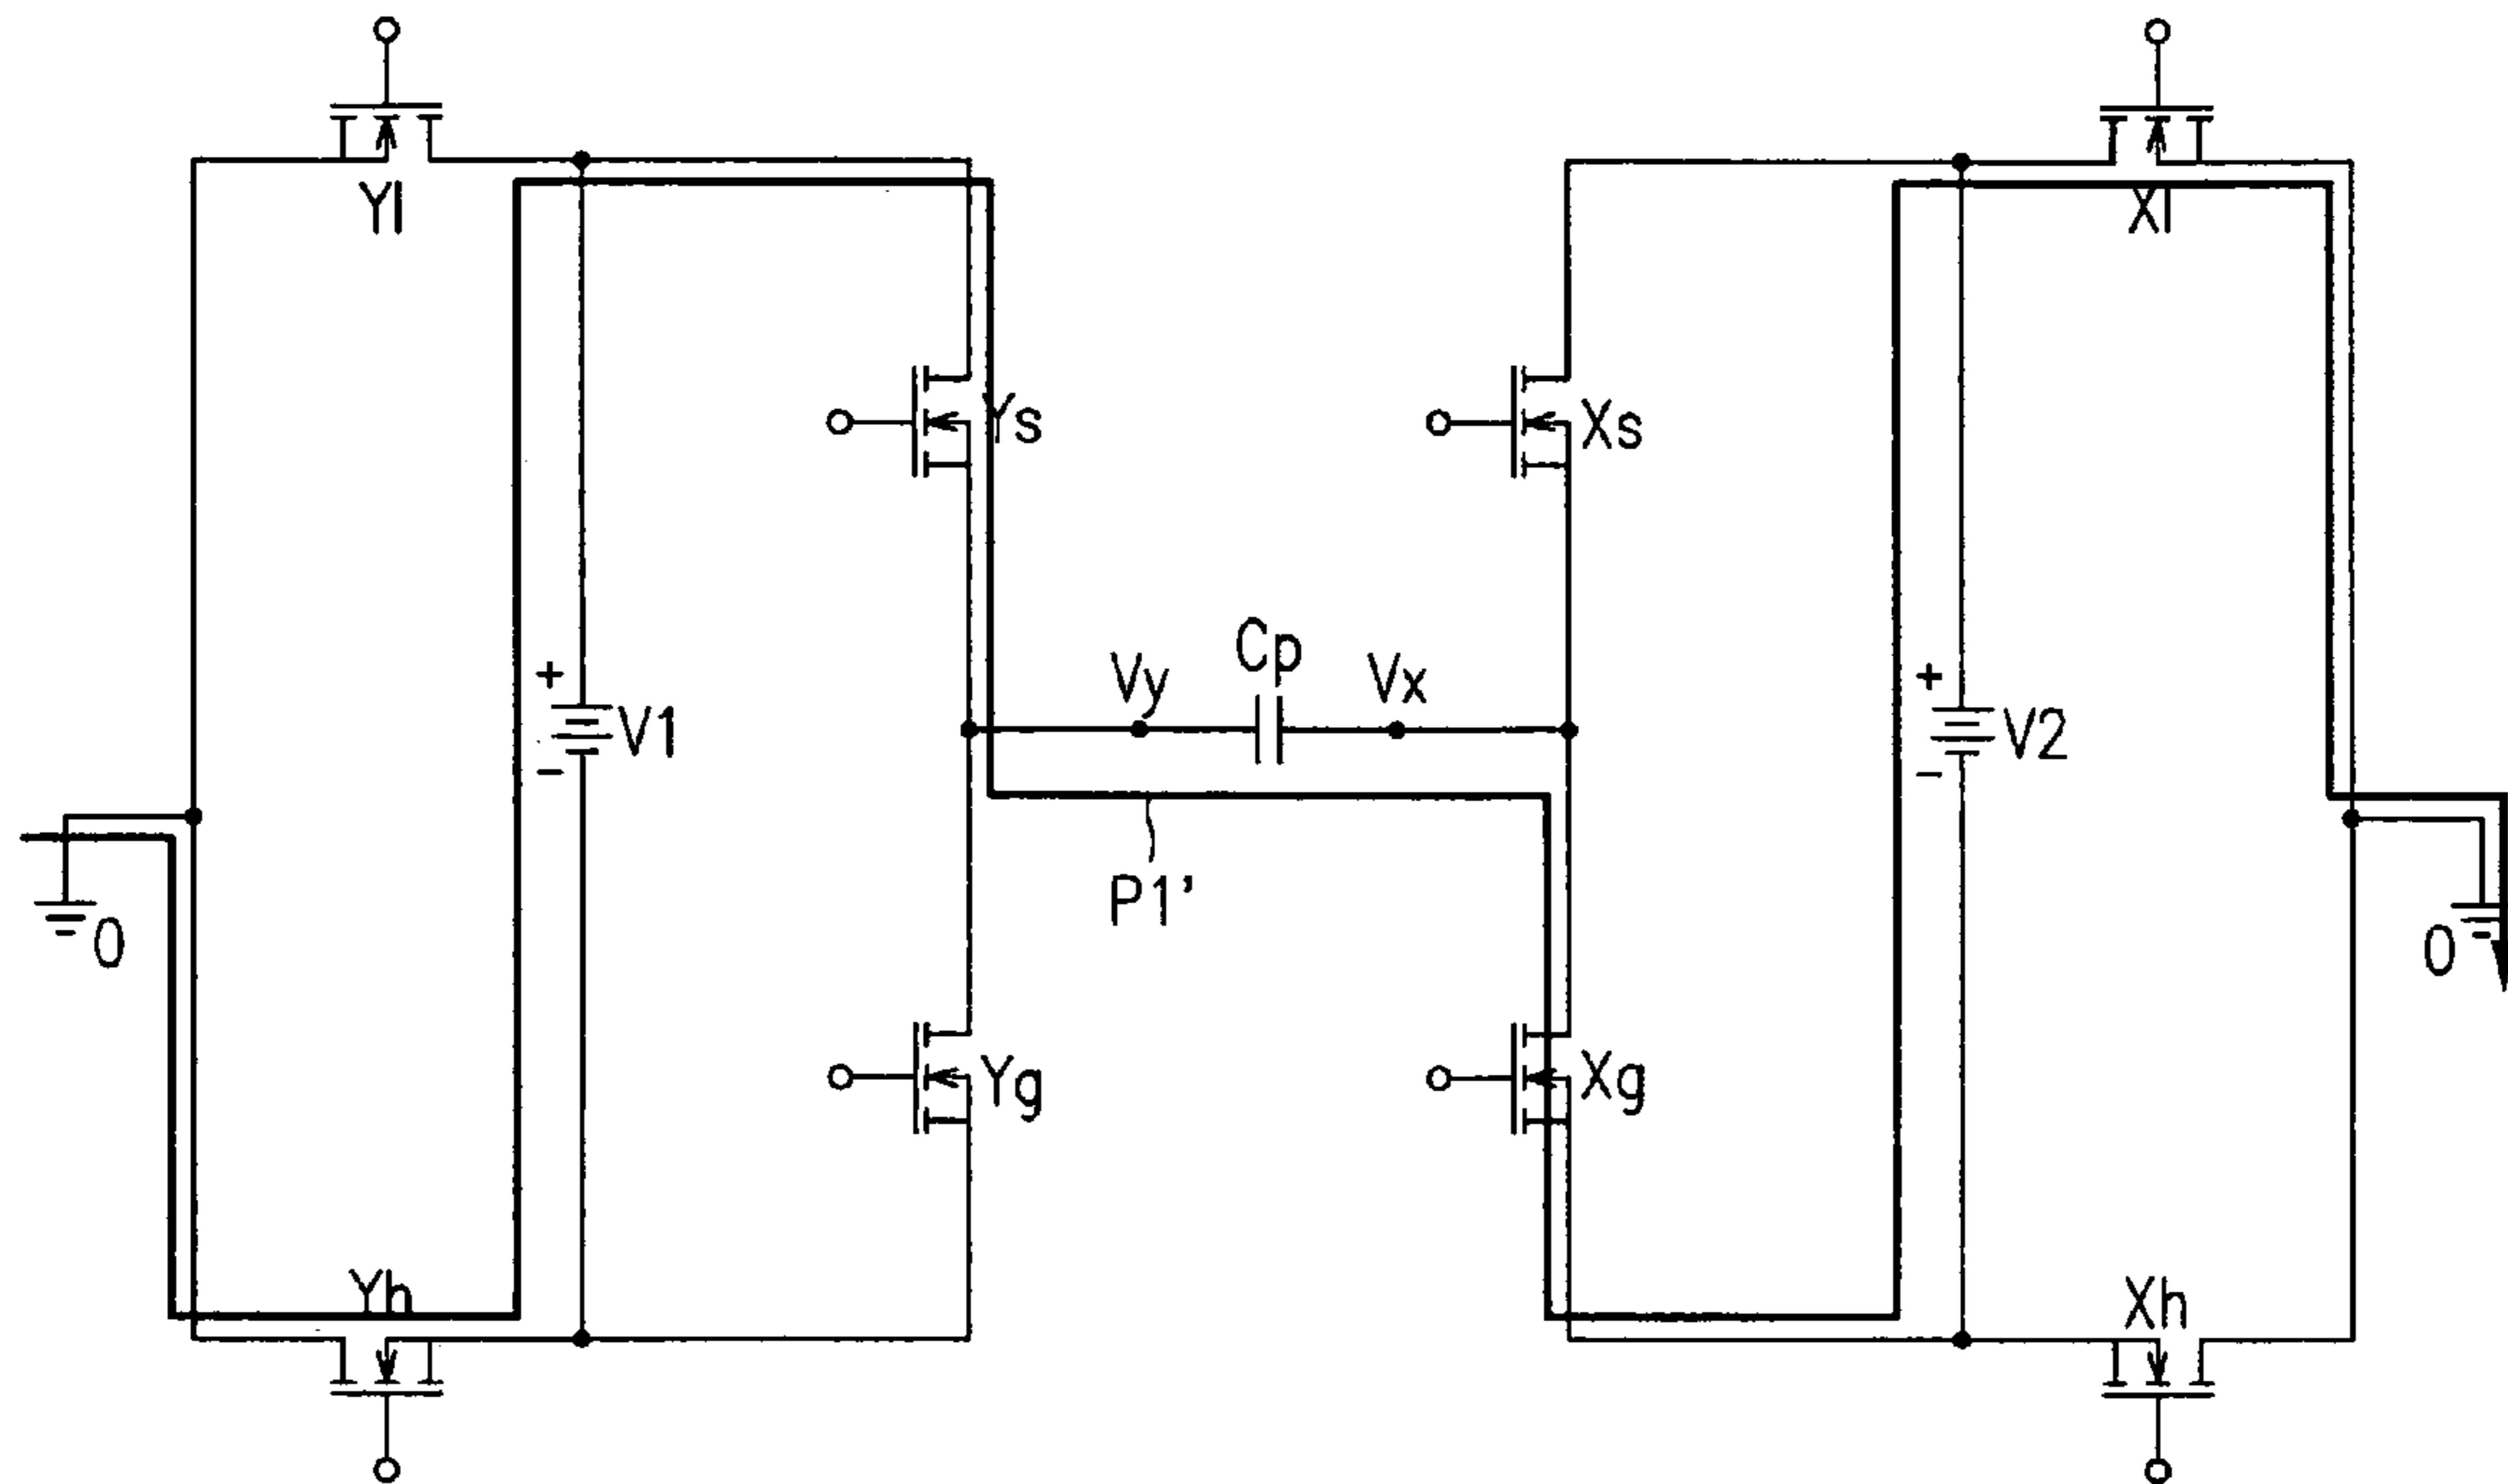 Yl
Xl
Ys
Xs
+
Cp
Vy
Vx
+
V1
V2
-
-
P1'
0
0
Yg
Xg
Yh
Xh